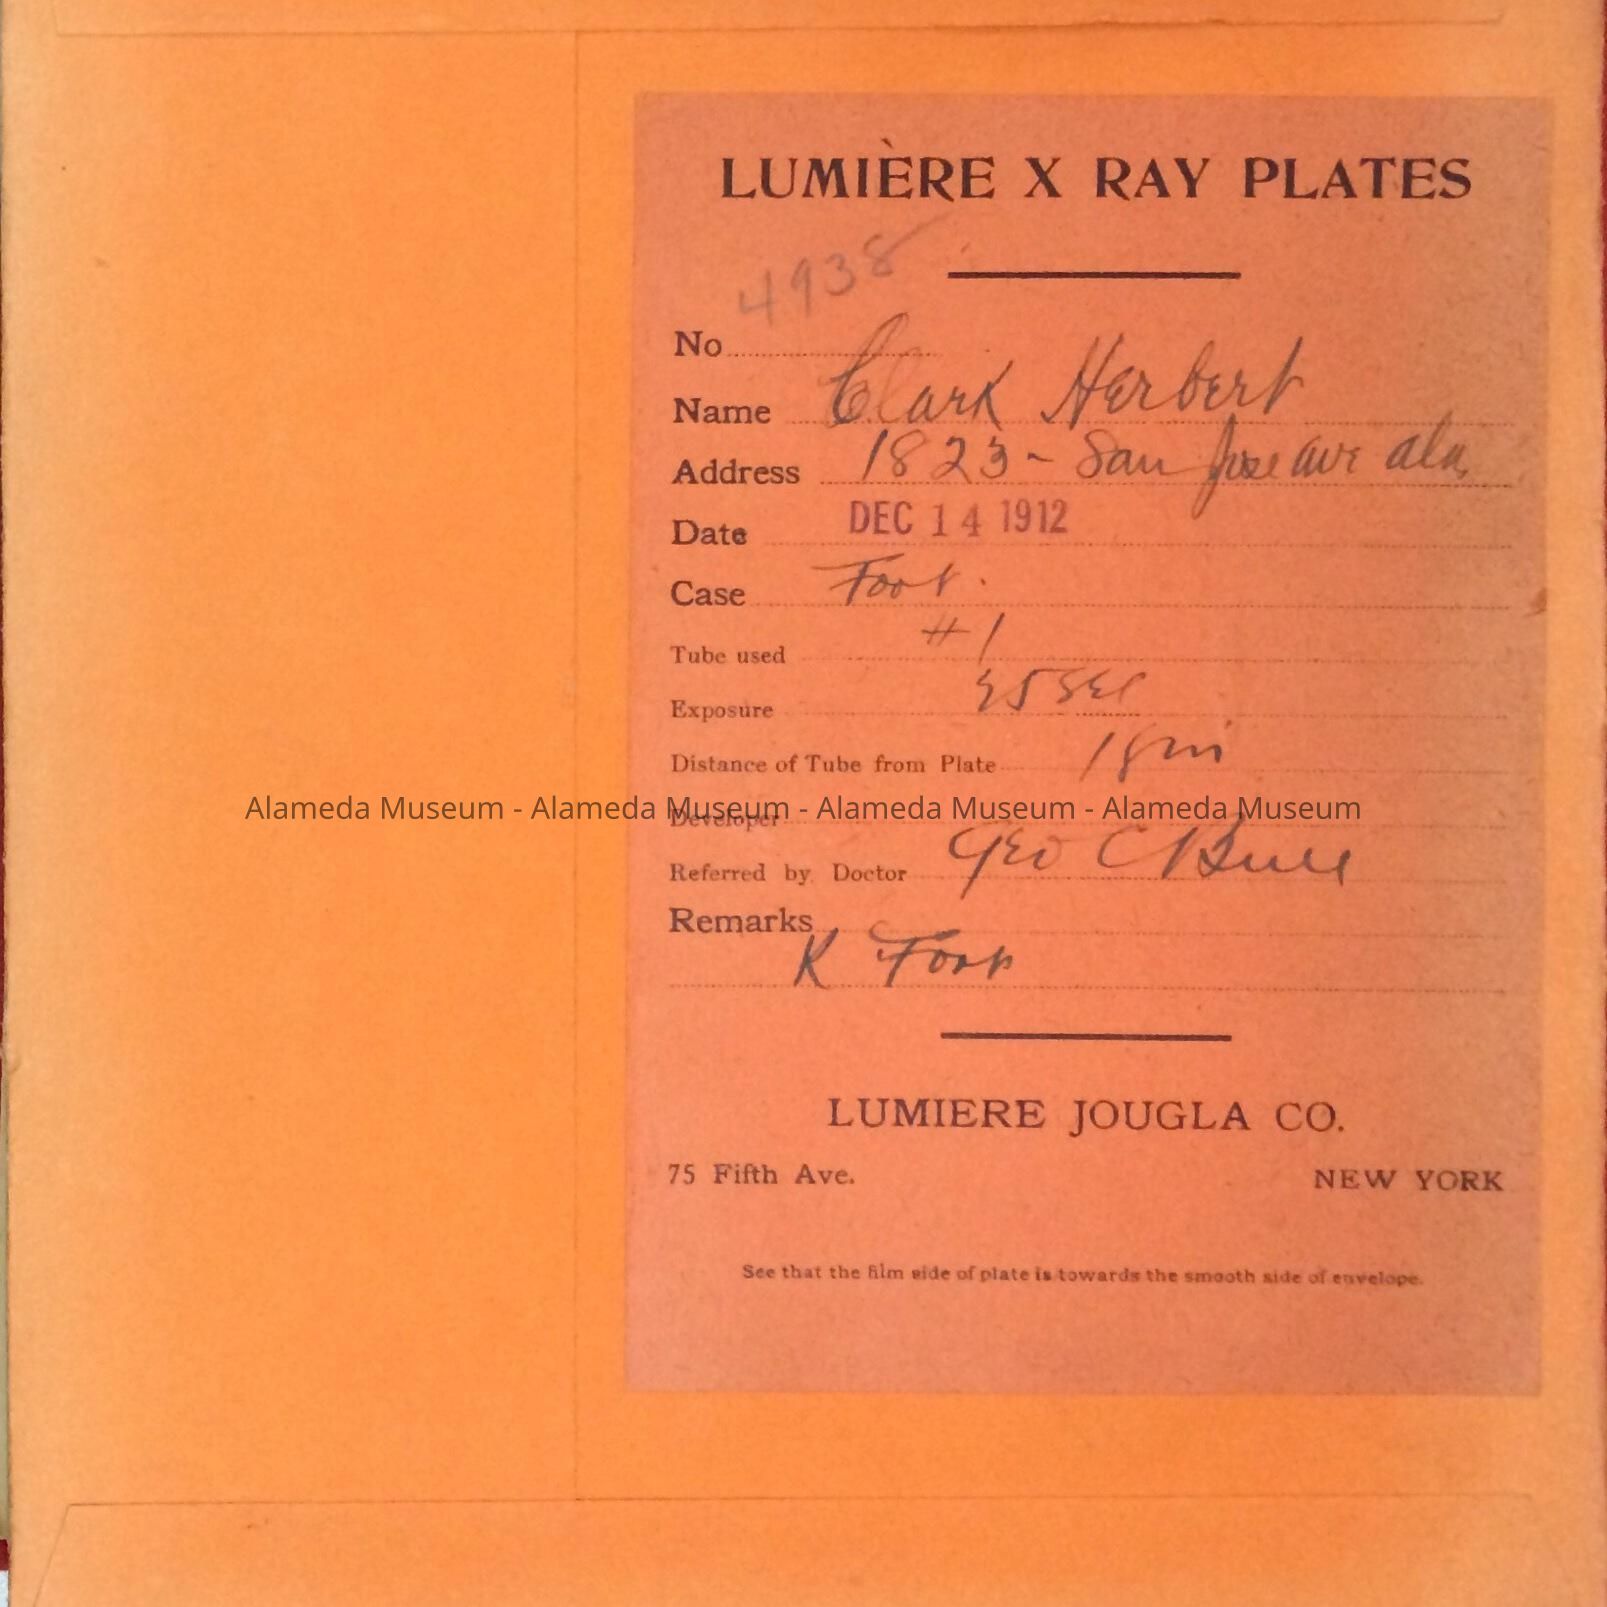 LUMIÈRE X RAY PLATES
4938
No
Name Clark Herbert
Address 1823 - San Jose ave ala,
Date DEC 14 1912
Case Foot.
Tube used #1
Exposure sec
Distance of Tube from Plate 18 in
Alameda Museum - Alameda Museum - Alameda Museum - Alameda Museum
Developer
Referred by Doctor Geo C Bull
Remarks
Foot
LUMIERE JOUGLA CO.
75 Fifth Ave. NEW YORK
See that the film side of plate is towards the smooth side of envelope.